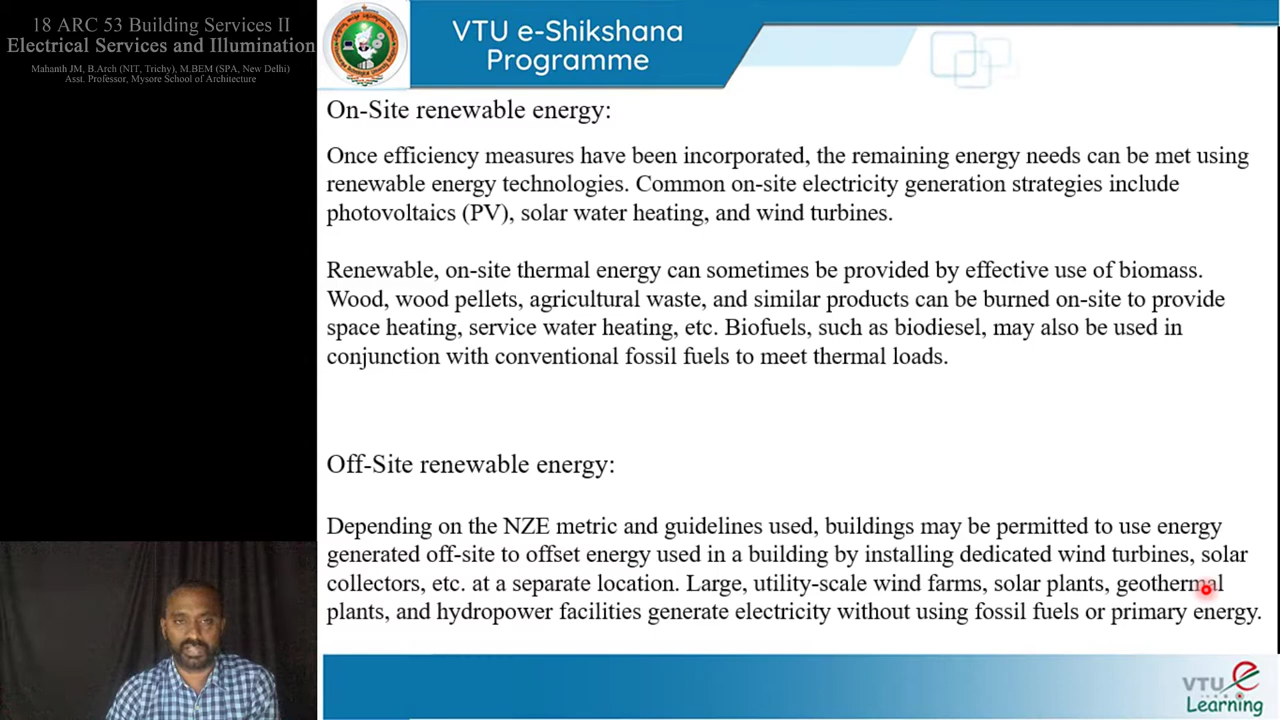 18 ARC 53 Building Services II
Electrical Services and Illumination
Mahanth JM, B.Arch (NIT, Trichy), M.BEM (SPA, New Delhi)
Asst. Professor, Mysore School of Architecture
VTU e-Shikshana
Programme
On-Site renewable energy:
Once efficiency measures have been incorporated, the remaining energy needs can be met using
renewable energy technologies. Common on-site electricity generation strategies include
photovoltaics (PV), solar water heating, and wind turbines.
Renewable, on-site thermal energy can sometimes be provided by effective use of biomass.
Wood, wood pellets, agricultural waste, and similar products can be burned on-site to provide
space heating, service water heating, etc. Biofuels, such as biodiesel, may also be used in
conjunction with conventional fossil fuels to meet thermal loads.
Off-Site renewable energy:
Depending on the NZE metric and guidelines used, buildings may be permitted to use energy
generated off-site to offset energy used in a building by installing dedicated wind turbines, solar
collectors, etc. at a separate location. Large, utility-scale wind farms, solar plants, geothermal
plants, and hydropower facilities generate electricity without using fossil fuels or primary energy.
VTU e
Learning